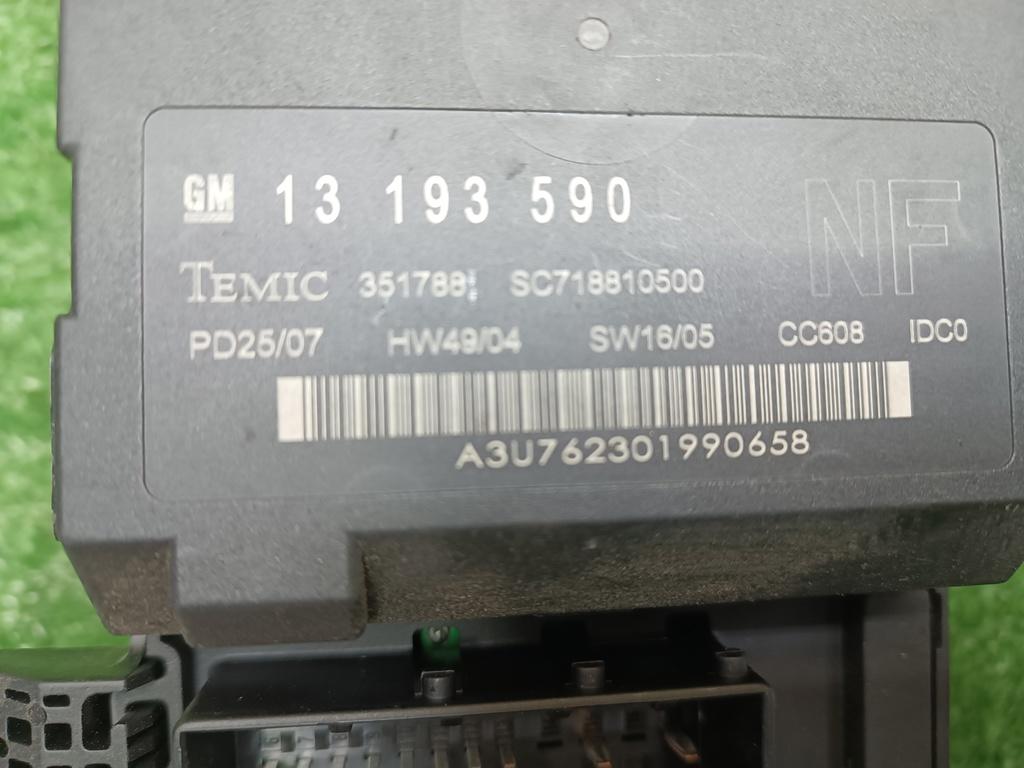 GM 13 193 590 NF
TEMIC 351788 SC718810500
PD25/07 HW49/04 SW16/05 CC608 IDC0
A3U762301990658